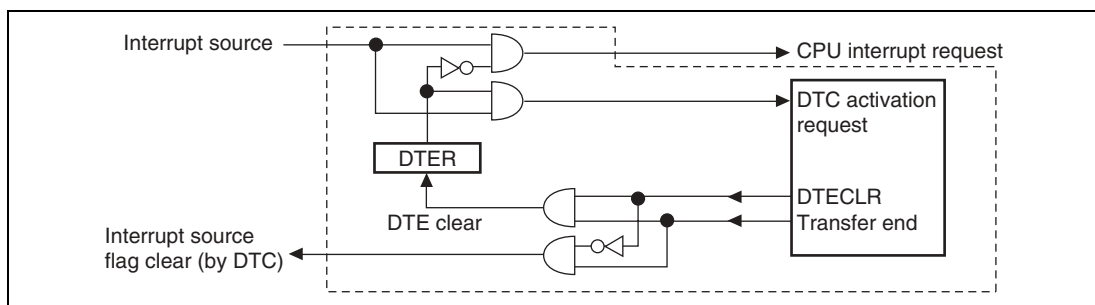 Interrupt source
CPU interrupt request
DTC activation
request
DTER
DTECLR
DTE clear
Transfer end
Interrupt source
flag clear (by DTC)